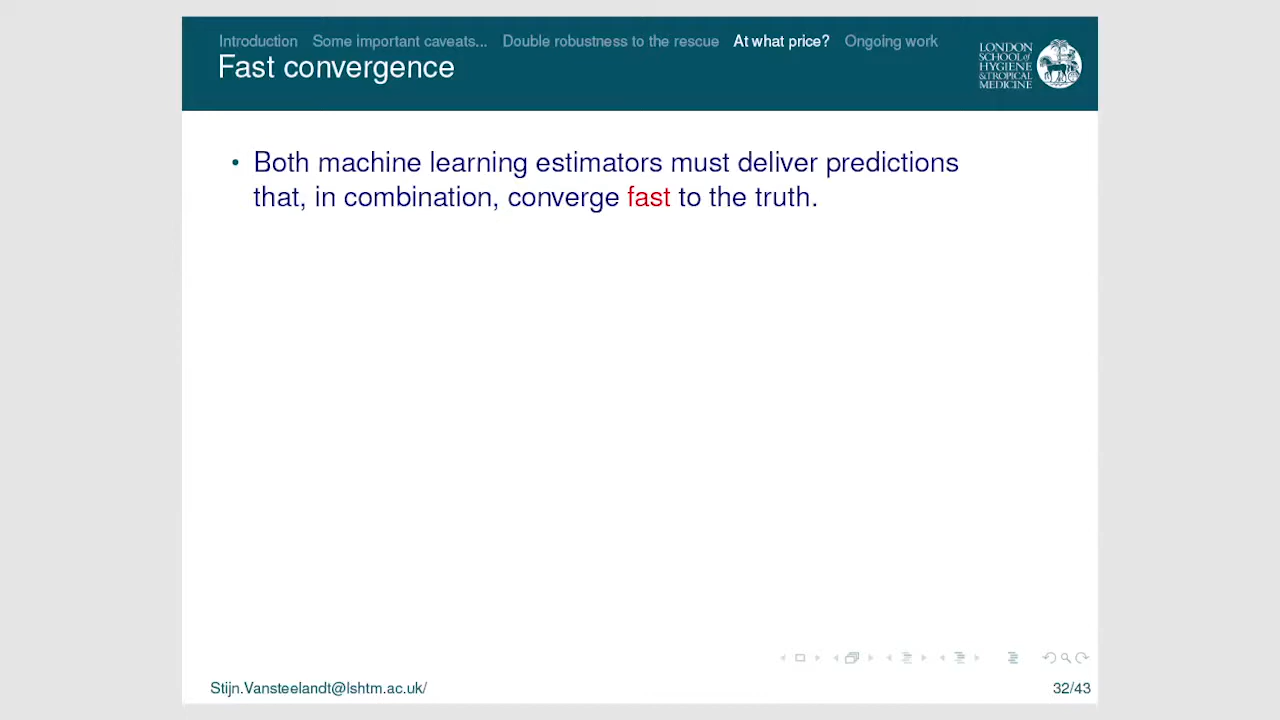 Introduction Some important caveats... Double robustness to the rescue At what price? Ongoing work
Fast convergence
LONDON
SCHOOL of
HYGIENE
& TROPICAL
MEDICINE
• Both machine learning estimators must deliver predictions
that, in combination, converge fast to the truth.
Stijn.Vansteelandt@lshtm.ac.uk/
32/43